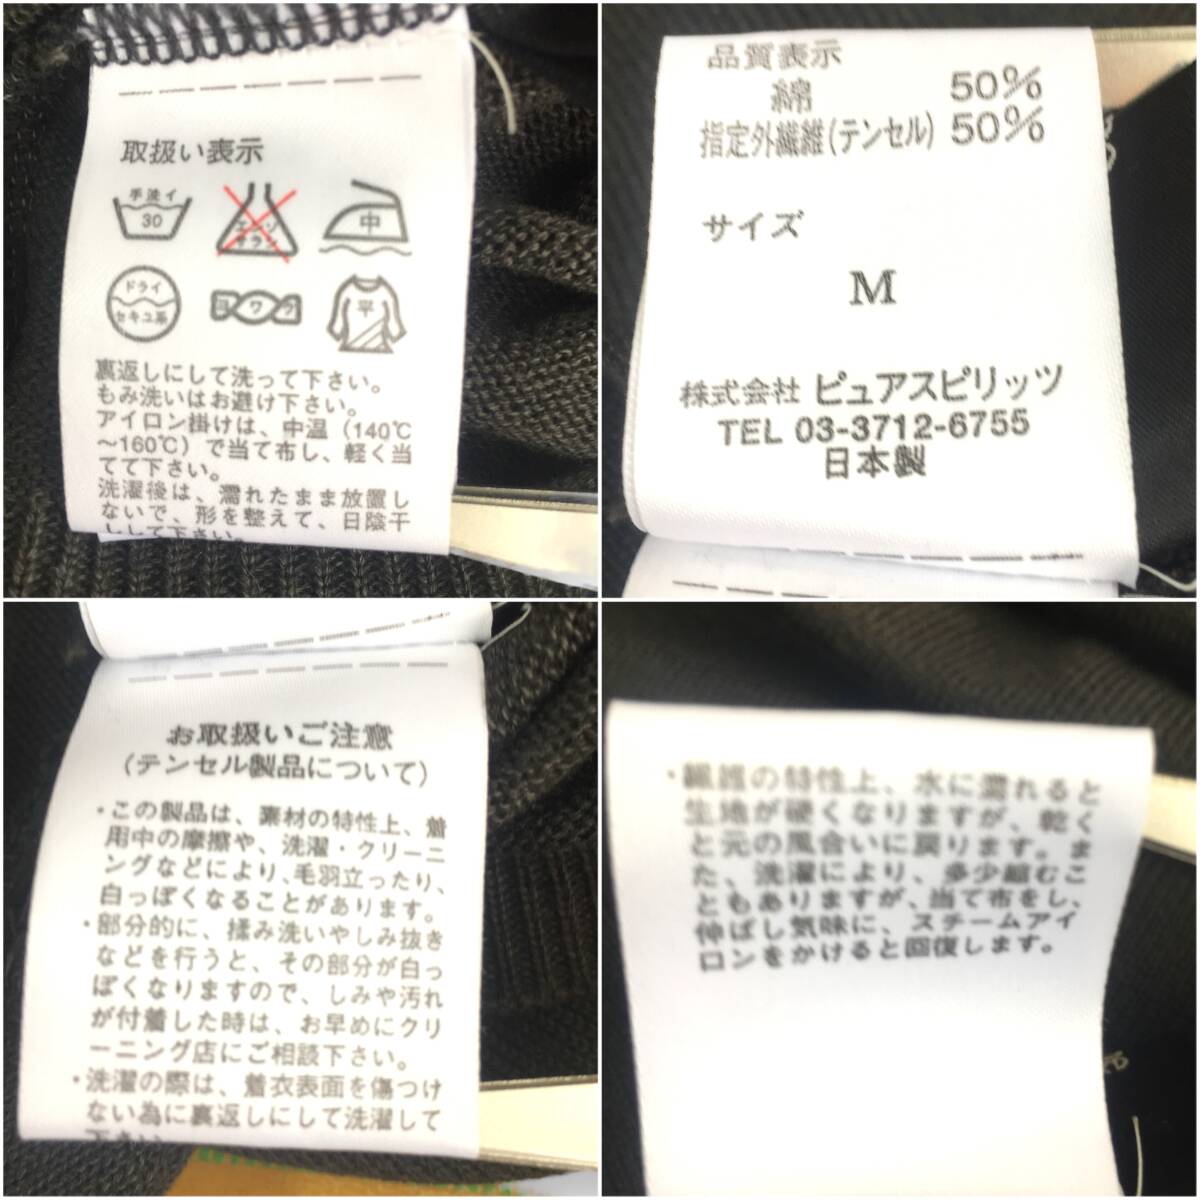 取扱い表示
手洗イ
30
エンソ
サラシ
中
ドライ
セキユ系
ヨワク
平
裏返しにして洗って下さい。
もみ洗いはお避け下さい。
アイロン掛けは、中温(140℃
～160℃)で当て布し、軽く当
てて下さい。
洗濯後は、濡れたまま放置し
ないで、形を整えて、日陰干
しして下さい。
品質表示
綿 50%
指定外繊維(テンセル) 50%
サイズ
M
株式会社 ピュアスピリッツ
TEL 03-3712-6755
日本製
お取扱いご注意
(テンセル製品について)
・この製品は、素材の特性上、着
用中の摩擦や、洗濯・クリーニ
ングなどにより、毛羽立ったり、
白っぽくなることがあります。
・部分的に、揉み洗いやしみ抜き
などを行うと、その部分が白っ
ぽくなりますので、しみや汚れ
が付着した時は、お早めにクリ
ーニング店にご相談下さい。
・洗濯の際は、着衣表面を傷つけ
ない為に裏返しにして洗濯して
下さい
・繊維の特性上、水に濡れると
生地が硬くなりますが、乾く
と元の風合いに戻ります。ま
た、洗濯により、多少縮むこ
ともありますが、当て布をし、
伸ばし気味に、スチームアイ
ロンをかけると回復します。